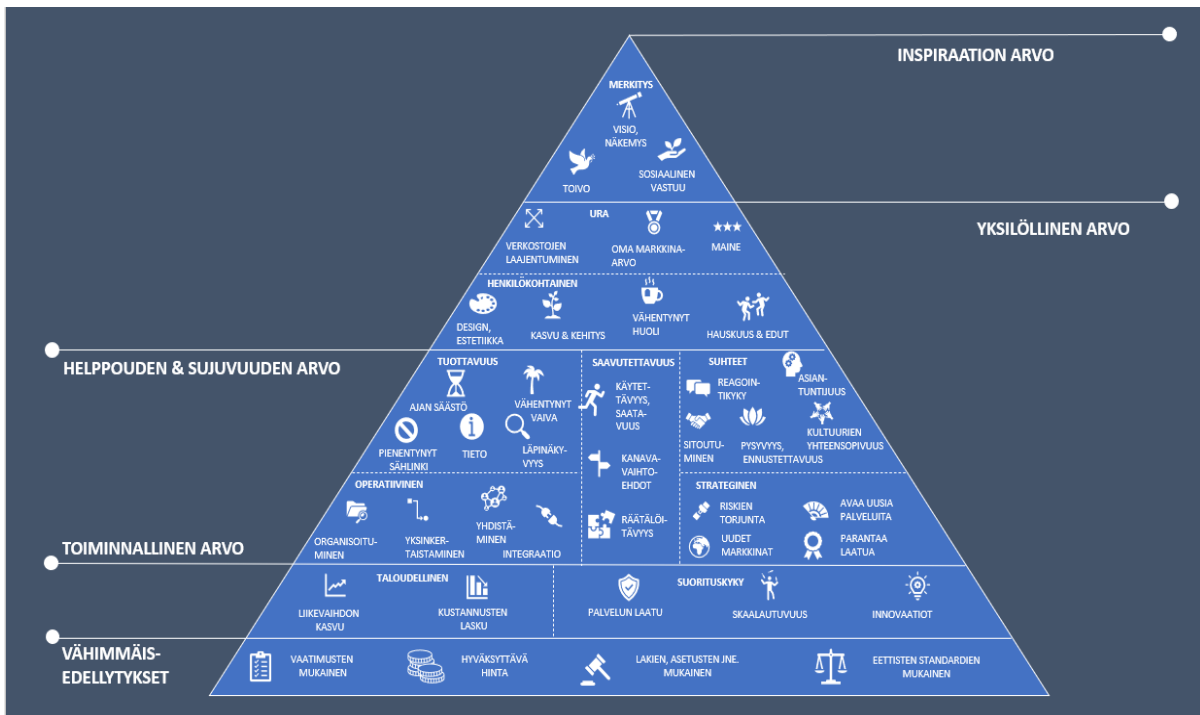 INSPIRAATION ARVO
MERKITYS
VISIO,
NÄKEMYS
TOIVO
SOSIAALINEN
VASTUU
YKSILÖLLINEN ARVO
URA
VERKOSTOJEN
LAAJENTUMINEN
OMA MARKKINA-
ARVO
MAINE
HENKILÖKOHTAINEN
DESIGN,
ESTETIIKKA
KASVU & KEHITYS
VÄHENTYNYT
HUOLI
HAUSKUUS & EDUT
HELPPOUDEN & SUJUVUUDEN ARVO
TUOTTAVUUS
AJAN SÄÄSTÖ
VÄHENTYNYT
VAIVA
PIENENTYNYT
SÄHLINKI
TIETO
LÄPINÄKY-
VYYS
SAAVUTETTAVUUS
KÄYTET-
TÄVYYS,
SAATA-
VUUS
KANAVA-
VAIHTO-
EHDOT
RÄÄTÄLÖI-
TÄVYYS
SUHTEET
REAGOIN-
TIKYKY
ASIAN-
TUNTIJUUS
SITOUTU-
MINEN
PYSYVYYS,
ENNUSTETTAVUUS
KULTUURIEN
YHTEENSOPIVUUS
OPERATIIVINEN
ORGANISOITU-
MINEN
YKSINKER-
TAISTAMINEN
YHDISTÄ-
MINEN
INTEGRAATIO
STRATEGINEN
RISKIEN
TORJUNTA
AVAA UUSIA
PALVELUITA
UUDET
MARKKINAT
PARANTAA
LAATUA
TOIMINNALLINEN ARVO
TALOUDELLINEN
LIIKEVAIHDON
KASVU
KUSTANNUSTEN
LASKU
SUORITUSKYKY
PALVELUN LAATU
SKAALAUTUVUUS
INNOVAATIOT
VÄHIMMÄIS-
EDELLYTYKSET
VAATIMUSTEN
MUKAINEN
HYVÄKSYTTÄVÄ
HINTA
LAKIEN, ASETUSTEN JNE.
MUKAINEN
EETTISTEN STANDARDIEN
MUKAINEN